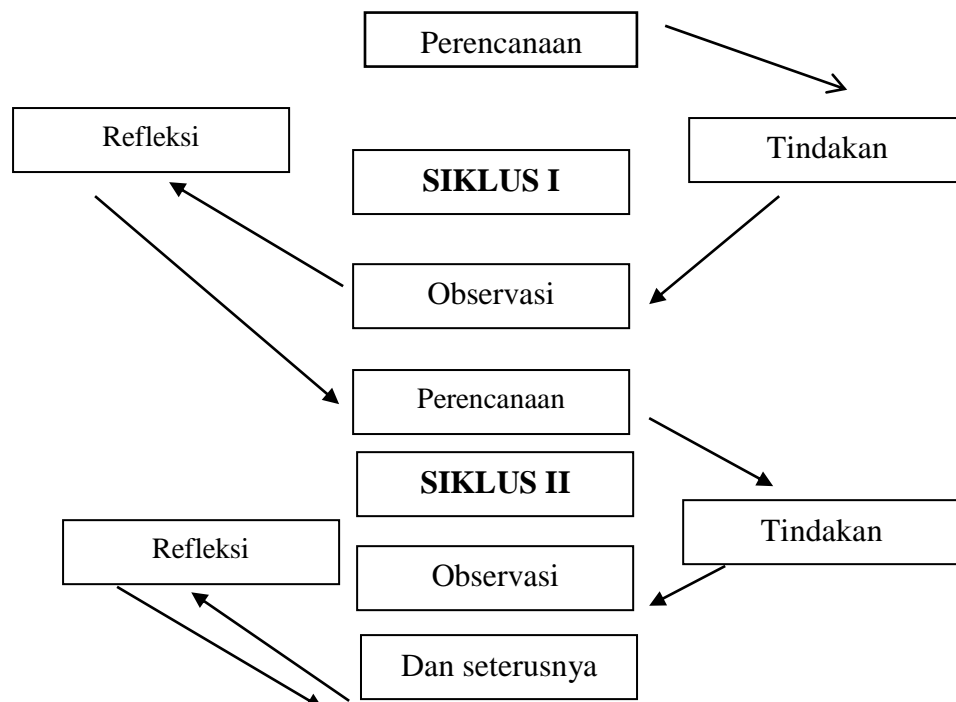 Perencanaan
Refleksi
Tindakan
SIKLUS I
Observasi
Perencanaan
SIKLUS II
Tindakan
Refleksi
Observasi
Dan seterusnya